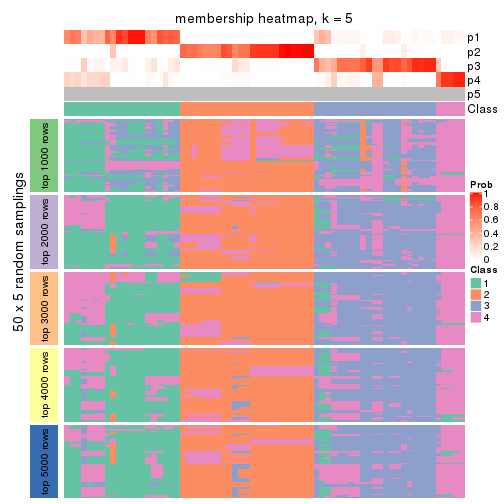 membership heatmap, k = 5
p1
p2
p3
p4
p5
Class
50 x 5 random samplings
top 1000 rows
top 2000 rows
top 3000 rows
top 4000 rows
top 5000 rows
Prob
1
0.8
0.6
0.4
0.2
0
Class
1
2
3
4